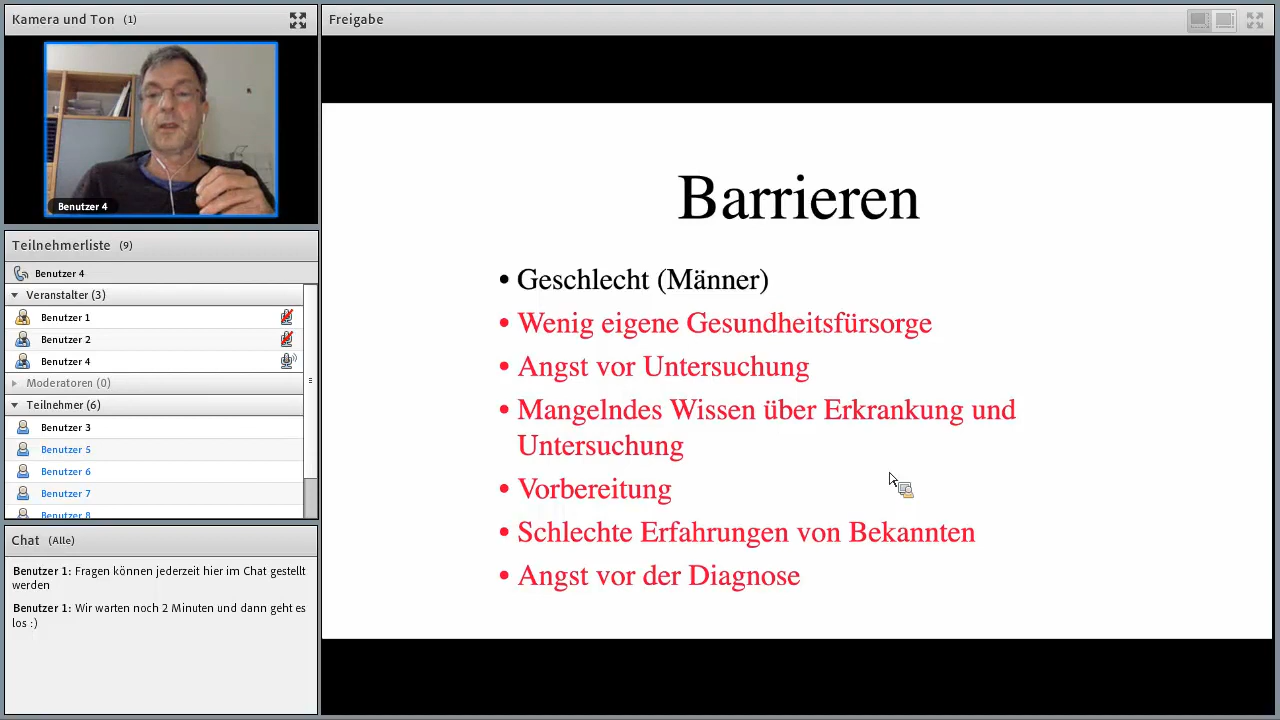 Kamera und Ton (1)
Benutzer 4
Teilnehmerliste (9)
Benutzer 4
Veranstalter (3)
Benutzer 1
Benutzer 2
Benutzer 4
Moderatoren (0)
Teilnehmer (6)
Benutzer 3
Benutzer 5
Benutzer 6
Benutzer 7
Benutzer 8
Chat (Alle)
Benutzer 1: Fragen können jederzeit hier im Chat gestellt
werden
Benutzer 1: Wir warten noch 2 Minuten und dann geht es
los :)
Freigabe
Barrieren
• Geschlecht (Männer)
• Wenig eigene Gesundheitsfürsorge
• Angst vor Untersuchung
• Mangelndes Wissen über Erkrankung und
Untersuchung
• Vorbereitung
• Schlechte Erfahrungen von Bekannten
• Angst vor der Diagnose